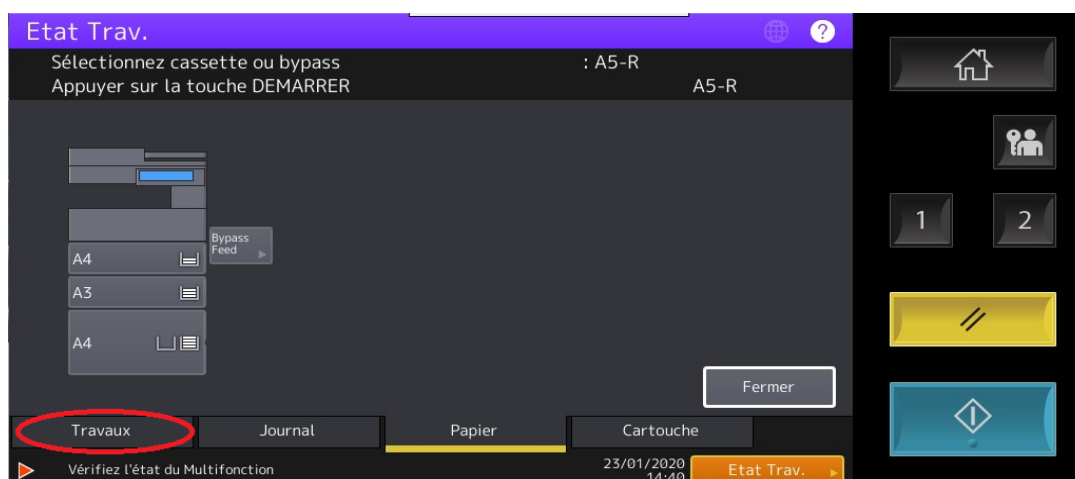 Etat Trav.
?
Sélectionnez cassette ou bypass : A5-R
Appuyer sur la touche DEMARRER A5-R
Bypass
Feed
A4
A3
A4
Fermer
Travaux Journal Papier Cartouche
Vérifiez l'état du Multifonction 23/01/2020
14:40
Etat Trav.
1 2